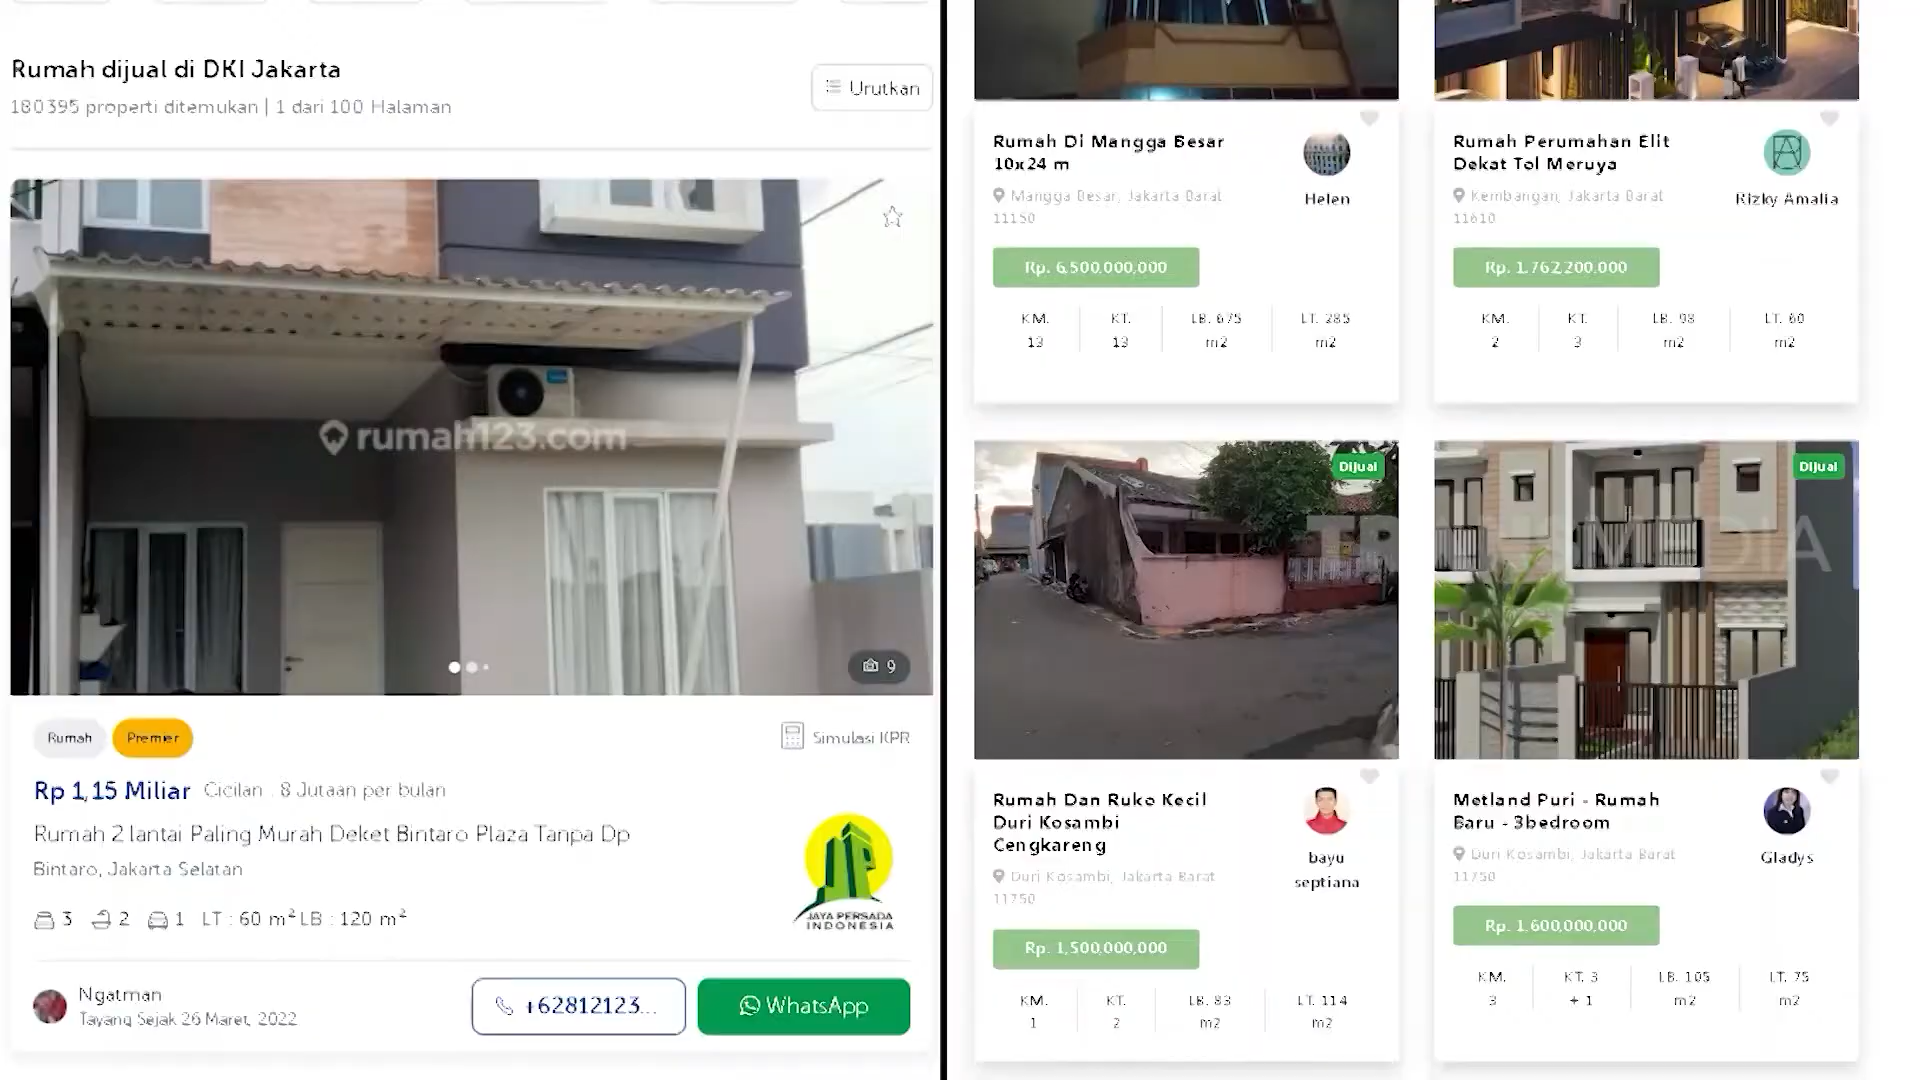 Rumah dijual di DKI Jakarta
180395 properti ditemukan | 1 dari 100 Halaman
Urutkan
rumah123.com
9
Rumah
Premier
Simulasi KPR
Rp 1,15 Miliar
Cicilan : 8 Jutaan per bulan
Rumah 2 lantai Paling Murah Deket Bintaro Plaza Tanpa Dp
Bintaro, Jakarta Selatan
3 2 1 LT : 60 m² LB : 120 m²
JAYA PERSADA
INDONESIA
Ngatman
Tayang Sejak 26 Maret, 2022
+62812123...
WhatsApp
Rumah Di Mangga Besar
10x24 m
Mangga Besar, Jakarta Barat
11150
Helen
Rp. 6,500,000,000
KM.
13
KT.
13
LB. 675
m2
LT. 285
m2
Rumah Perumahan Elit
Dekat Tol Meruya
Kembangan, Jakarta Barat
11610
Rizky Amalia
Rp. 1,762,200,000
KM.
2
KT.
3
LB. 98
m2
LT. 60
m2
Dijual
Rumah Dan Ruko Kecil
Duri Kosambi
Cengkareng
Duri Kosambi, Jakarta Barat
11750
bayu
septiana
Rp. 1,500,000,000
KM.
1
KT.
2
LB. 83
m2
LT. 114
m2
Dijual
Metland Puri - Rumah
Baru - 3bedroom
Duri Kosambi, Jakarta Barat
11750
Gladys
Rp. 1,600,000,000
KM.
3
KT. 3
+ 1
LB. 105
m2
LT. 75
m2